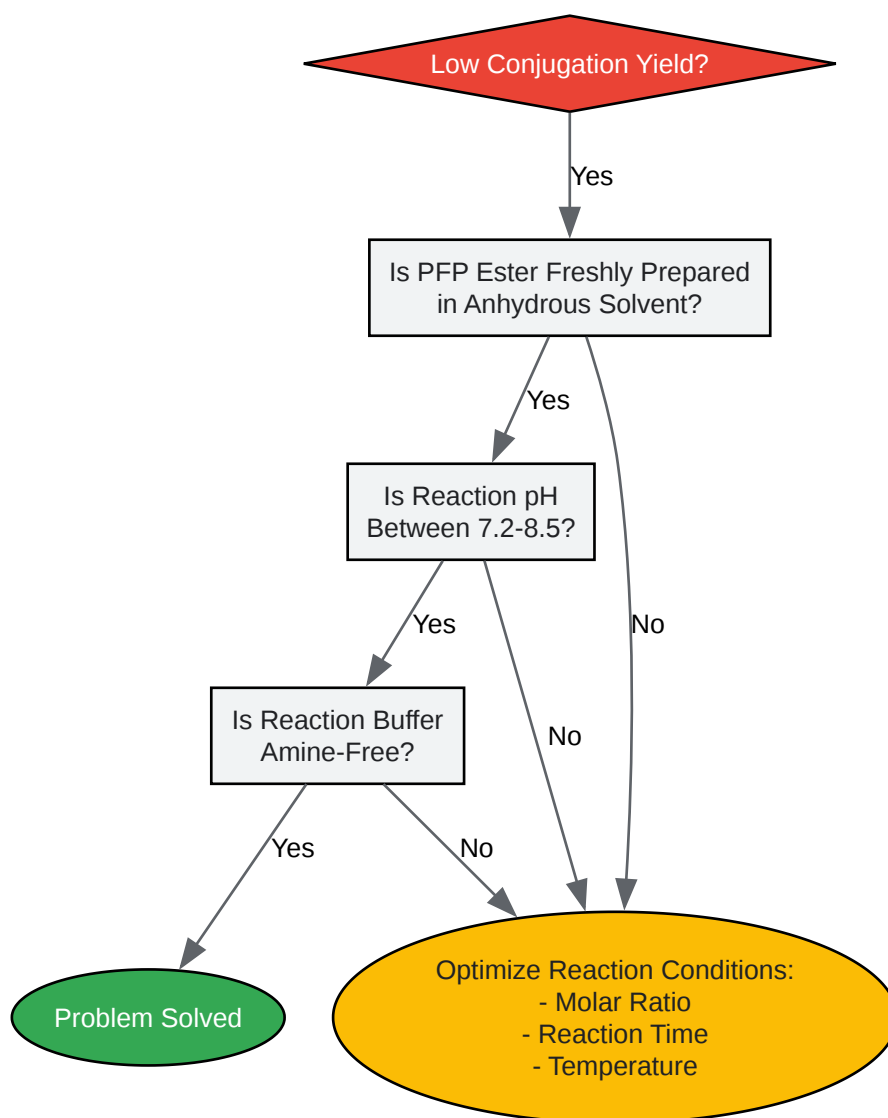 Low Conjugation Yield?
Yes
Is PFP Ester Freshly Prepared
in Anhydrous Solvent?
Yes
Is Reaction pH
Between 7.2-8.5?
Yes
No
Is Reaction Buffer
Amine-Free?
No
Yes
No
Problem Solved
Optimize Reaction Conditions:
- Molar Ratio
- Reaction Time
- Temperature